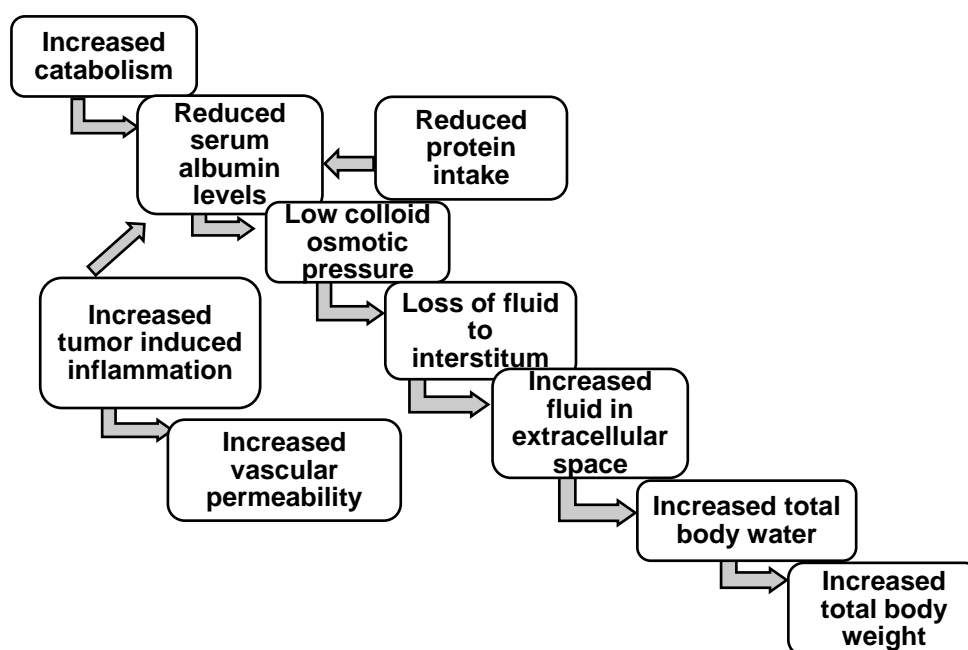 Increased
catabolism
Reduced
serum
albumin
levels
Reduced
protein
intake
Low colloid
osmotic
pressure
Increased
tumor induced
inflammation
Loss of fluid
to
interstitum
Increased
fluid in
extracellular
space
Increased
vascular
permeability
Increased total
body water
Increased
total body
weight